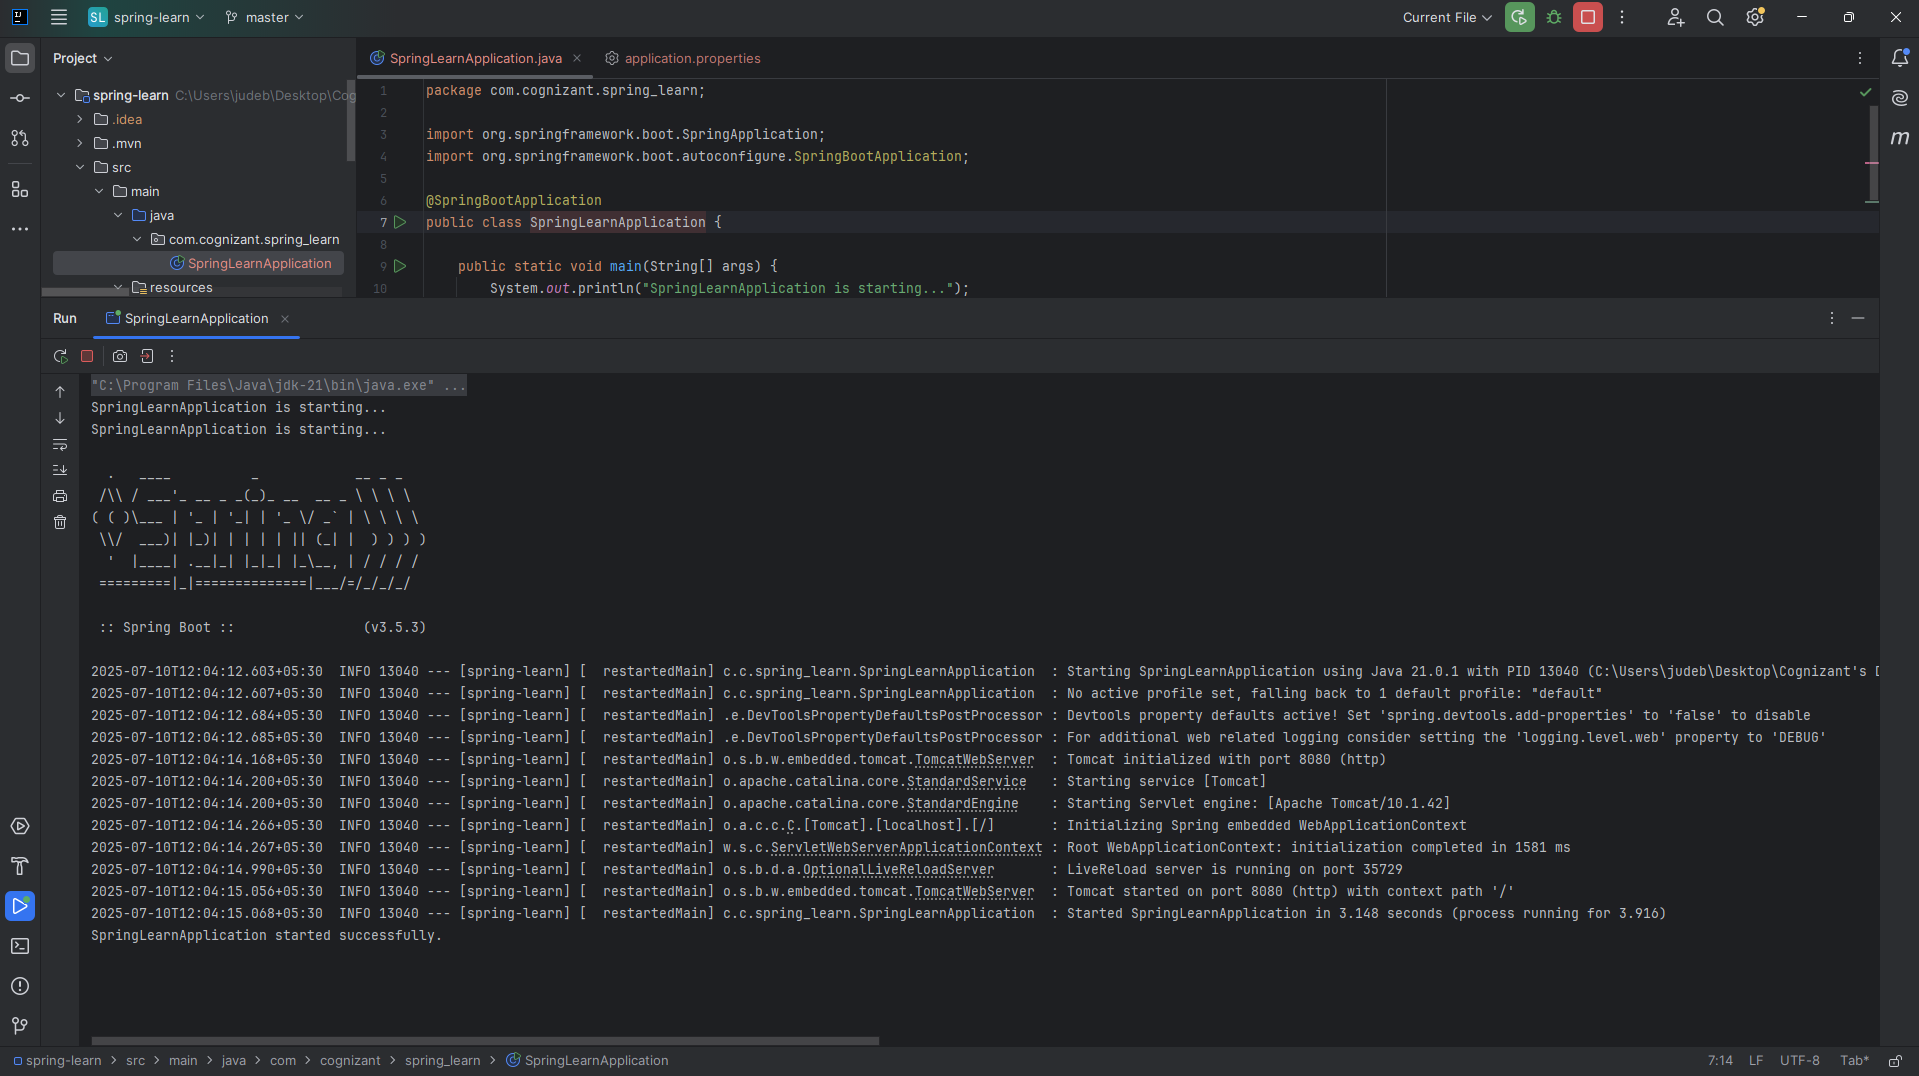 SL spring-learn master Current File
Project
SpringLearnApplication.java application.properties
spring-learn C:\Users\judeb\Desktop\Cog
.idea
.mvn
src
main
java
com.cognizant.spring_learn
SpringLearnApplication
resources
1 package com.cognizant.spring_learn;
2
3 import org.springframework.boot.SpringApplication;
4 import org.springframework.boot.autoconfigure.SpringBootApplication;
5
6 @SpringBootApplication
7 public class SpringLearnApplication {
8
9 public static void main(String[] args) {
10 System.out.println("SpringLearnApplication is starting...");
Run SpringLearnApplication
"C:\Program Files\Java\jdk-21\bin\java.exe" ...
SpringLearnApplication is starting...
SpringLearnApplication is starting...
  .   ____          _            __ _ _
 /\\ / ___'_ __ _ _(_)_ __  __ _ \ \ \ \
( ( )\___ | '_ | '_| | '_ \/ _` | \ \ \ \
 \\/  ___)| |_)| | | | | || (_| |  ) ) ) )
  '  |____| .__|_| |_|_| |_\__, | / / / /
 =========|_|==============|___/=/_/_/_/
:: Spring Boot :: (v3.5.3)
2025-07-10T12:04:12.603+05:30 INFO 13040 --- [spring-learn] [ restartedMain] c.c.spring_learn.SpringLearnApplication : Starting SpringLearnApplication using Java 21.0.1 with PID 13040 (C:\Users\judeb\Desktop\Cognizant's D
2025-07-10T12:04:12.607+05:30 INFO 13040 --- [spring-learn] [ restartedMain] c.c.spring_learn.SpringLearnApplication : No active profile set, falling back to 1 default profile: "default"
2025-07-10T12:04:12.684+05:30 INFO 13040 --- [spring-learn] [ restartedMain] .e.DevToolsPropertyDefaultsPostProcessor : Devtools property defaults active! Set 'spring.devtools.add-properties' to 'false' to disable
2025-07-10T12:04:12.685+05:30 INFO 13040 --- [spring-learn] [ restartedMain] .e.DevToolsPropertyDefaultsPostProcessor : For additional web related logging consider setting the 'logging.level.web' property to 'DEBUG'
2025-07-10T12:04:14.168+05:30 INFO 13040 --- [spring-learn] [ restartedMain] o.s.b.w.embedded.tomcat.TomcatWebServer : Tomcat initialized with port 8080 (http)
2025-07-10T12:04:14.200+05:30 INFO 13040 --- [spring-learn] [ restartedMain] o.apache.catalina.core.StandardService : Starting service [Tomcat]
2025-07-10T12:04:14.200+05:30 INFO 13040 --- [spring-learn] [ restartedMain] o.apache.catalina.core.StandardEngine : Starting Servlet engine: [Apache Tomcat/10.1.42]
2025-07-10T12:04:14.266+05:30 INFO 13040 --- [spring-learn] [ restartedMain] o.a.c.c.C.[Tomcat].[localhost].[/] : Initializing Spring embedded WebApplicationContext
2025-07-10T12:04:14.267+05:30 INFO 13040 --- [spring-learn] [ restartedMain] w.s.c.ServletWebServerApplicationContext : Root WebApplicationContext: initialization completed in 1581 ms
2025-07-10T12:04:14.990+05:30 INFO 13040 --- [spring-learn] [ restartedMain] o.s.b.d.a.OptionalLiveReloadServer : LiveReload server is running on port 35729
2025-07-10T12:04:15.056+05:30 INFO 13040 --- [spring-learn] [ restartedMain] o.s.b.w.embedded.tomcat.TomcatWebServer : Tomcat started on port 8080 (http) with context path '/'
2025-07-10T12:04:15.068+05:30 INFO 13040 --- [spring-learn] [ restartedMain] c.c.spring_learn.SpringLearnApplication : Started SpringLearnApplication in 3.148 seconds (process running for 3.916)
SpringLearnApplication started successfully.
spring-learn > src > main > java > com > cognizant > spring_learn > SpringLearnApplication 7:14 LF UTF-8 Tab*